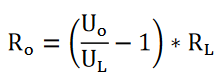 Rₒ = (Uₒ/U_L − 1) * R_L